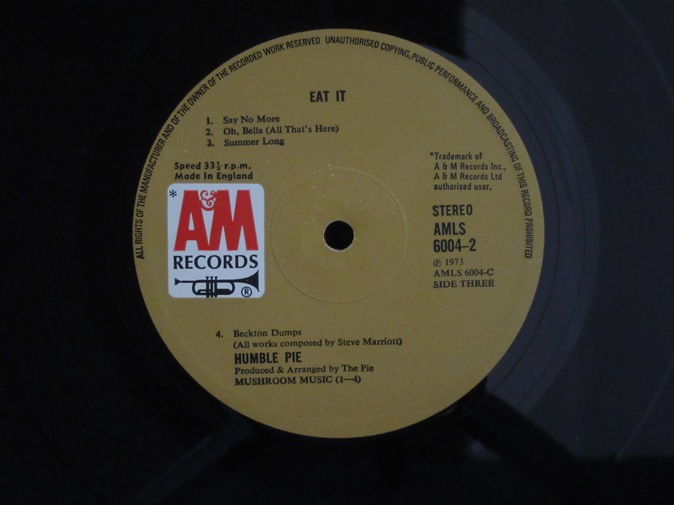 ALL RIGHTS OF THE MANUFACTURER AND OF THE OWNER OF THE RECORDED WORK RESERVED UNAUTHORISED COPYING, PUBLIC PERFORMANCE AND BROADCASTING OF THIS RECORD PROHIBITED
EAT IT
1. Say No More
2. Oh, Bella (All That's Here)
3. Summer Long
Speed 33⅓ r.p.m.
Made In England
*Trademark of
A & M Records Inc.,
A & M Records Ltd
authorised user.
* A&M
RECORDS
®
STEREO
AMLS
6004-2
℗ 1973
AMLS 6004-C
SIDE THREE
4. Beckton Dumps
(All works composed by Steve Marriott)
HUMBLE PIE
Produced & Arranged by The Pie
MUSHROOM MUSIC (1—4)